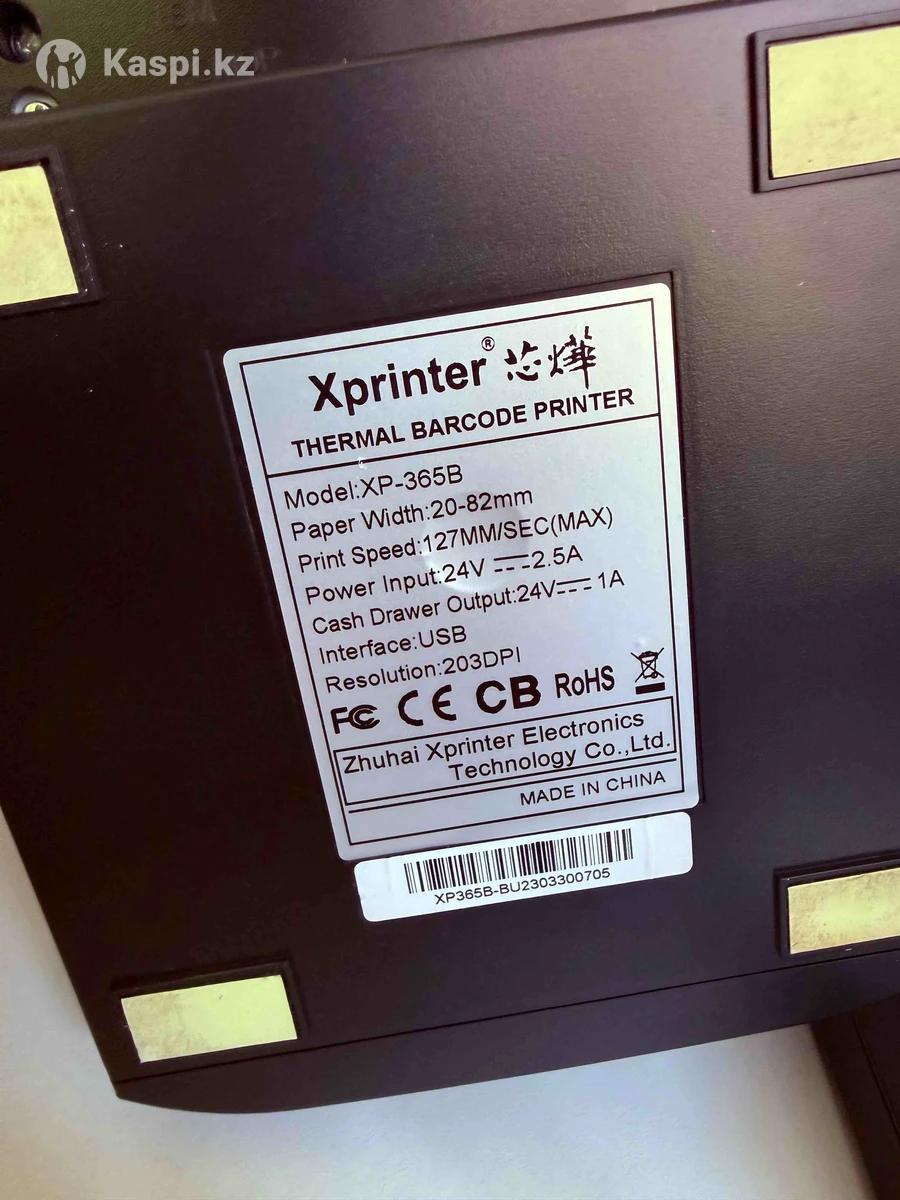 Kaspi.kz
Xprinter® 芯烨
THERMAL BARCODE PRINTER
Model:XP-365B
Paper Width:20-82mm
Print Speed:127MM/SEC(MAX)
Power Input:24V 2.5A
Cash Drawer Output:24V 1A
Interface:USB
Resolution:203DPI
FC CE CB RoHS
Zhuhai Xprinter Electronics
Technology Co.,Ltd.
MADE IN CHINA
XP365B-BU2303300705